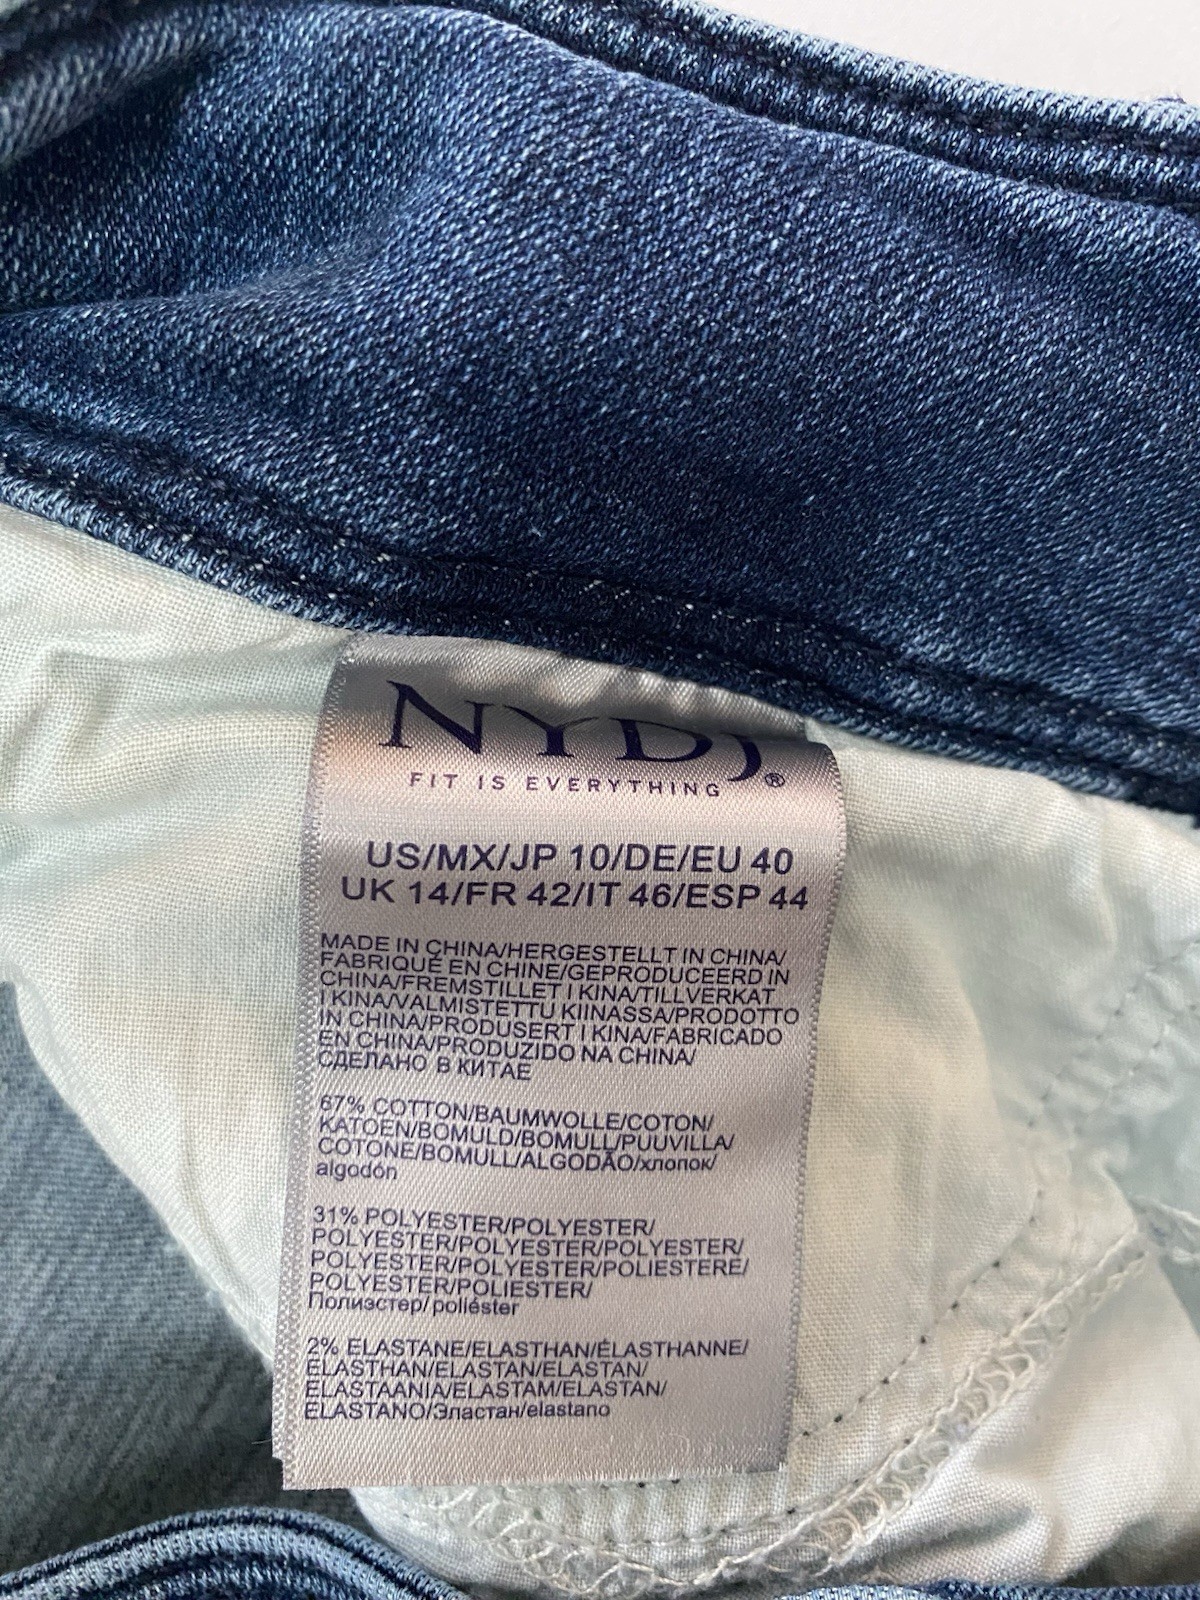 NYDJ®
FIT IS EVERYTHING
US/MX/JP 10/DE/EU 40
UK 14/FR 42/IT 46/ESP 44
MADE IN CHINA/HERGESTELLT IN CHINA/
FABRIQUÉ EN CHINE/GEPRODUCEERD IN
CHINA/FREMSTILLET I KINA/TILLVERKAT
I KINA/VALMISTETTU KIINASSA/PRODOTTO
IN CHINA/PRODUSERT I KINA/FABRICADO
EN CHINA/PRODUZIDO NA CHINA/
СДЕЛАНО В КИТАЕ
67% COTTON/BAUMWOLLE/COTON/
KATOEN/BOMULD/BOMULL/PUUVILLA/
COTONE/BOMULL/ALGODÃO/хлопок/
algodón
31% POLYESTER/POLYESTER/
POLYESTER/POLYESTER/POLYESTER/
POLYESTER/POLYESTER/POLIESTERE/
POLYESTER/POLIESTER/
Полиэстер/poliéster
2% ELASTANE/ELASTHAN/ÉLASTHANNE/
ELASTHAN/ELASTAN/ELASTAN/
ELASTAANIA/ELASTAM/ELASTAN/
ELASTANO/Эластан/elastano